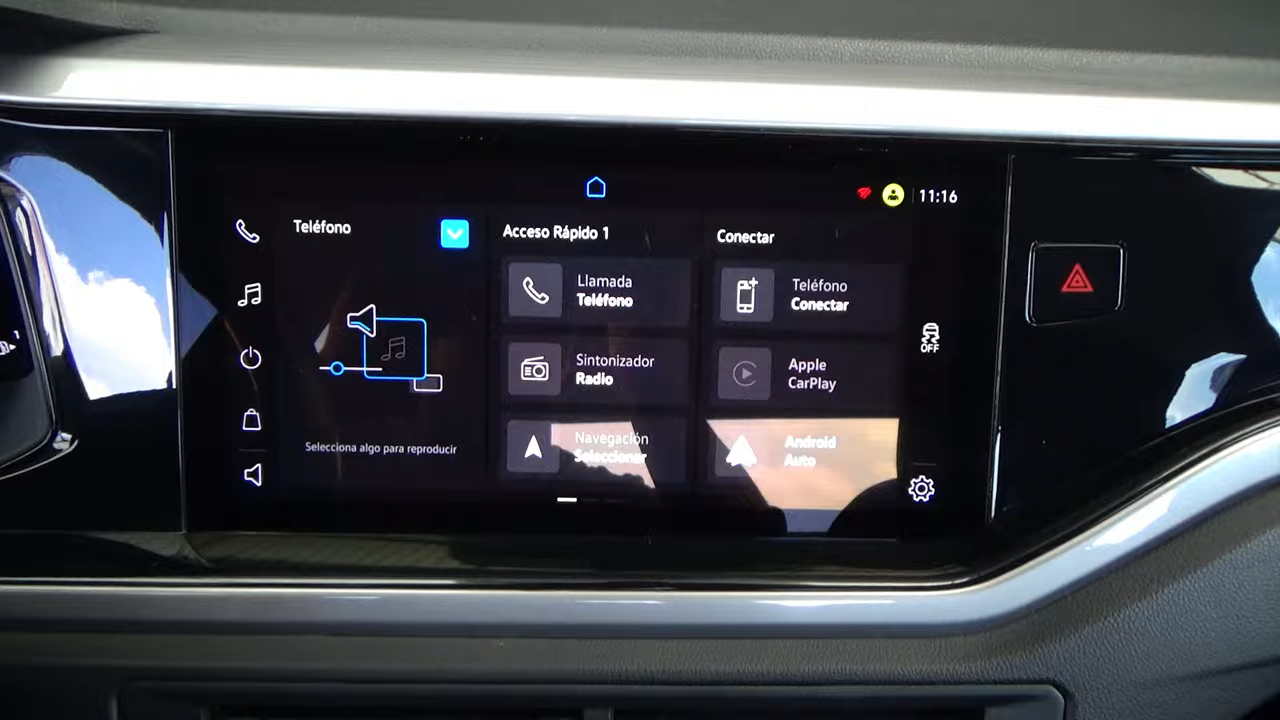 11:16
Teléfono
Selecciona algo para reproducir
Acceso Rápido 1
Llamada
Teléfono
Sintonizador
Radio
Navegación
Seleccionar
Conectar
Teléfono
Conectar
Apple
CarPlay
Android
Auto
OFF